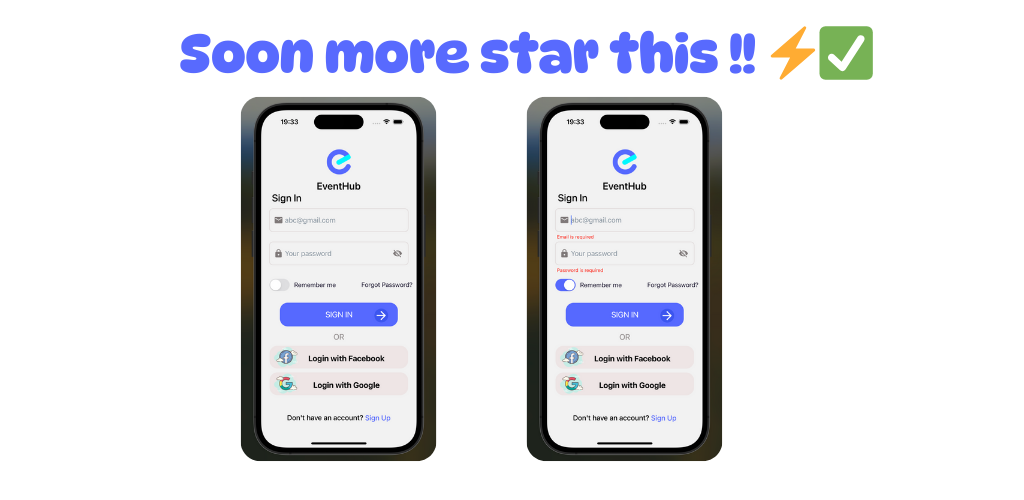 Soon more star this !! ⚡✅
19:33
EventHub
Sign In
abc@gmail.com
Your password
Remember me Forgot Password?
SIGN IN
OR
Login with Facebook
Login with Google
Don't have an account? Sign Up
19:33
EventHub
Sign In
abc@gmail.com
Email is required
Your password
Password is required
Remember me Forgot Password?
SIGN IN
OR
Login with Facebook
Login with Google
Don't have an account? Sign Up